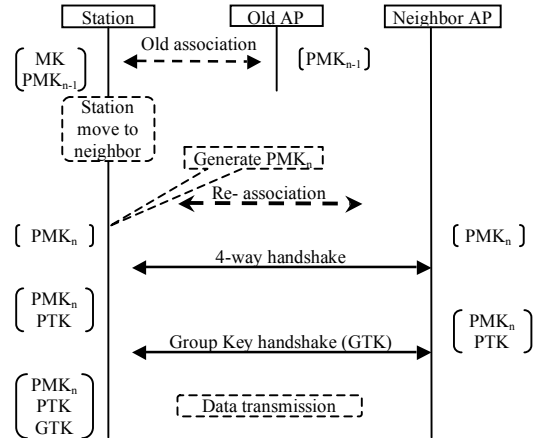 Station Old AP Neighbor AP
Old association
MK
PMKn-1
[PMKn-1]
Station
move to
neighbor
Generate PMKn
Re- association
[PMKn] [PMKn]
4-way handshake
PMKn
PTK
PMKn
PTK
Group Key handshake (GTK)
PMKn
PTK
GTK
Data transmission